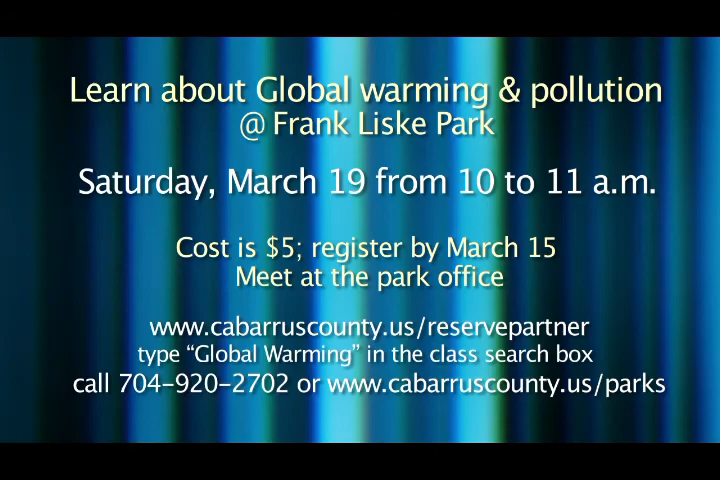 Learn about Global warming & pollution
@ Frank Liske Park
Saturday, March 19 from 10 to 11 a.m.
Cost is $5; register by March 15
Meet at the park office
www.cabarruscounty.us/reservepartner
type “Global Warming” in the class search box
call 704-920-2702 or www.cabarruscounty.us/parks